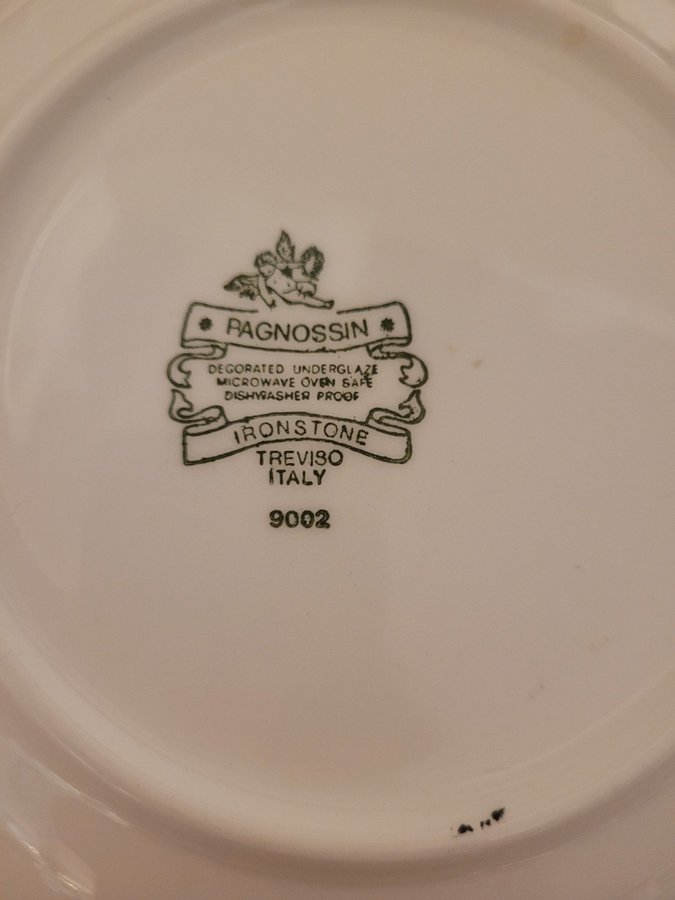 PAGNOSSIN
DECORATED UNDERGLAZE
MICROWAVE OVEN SAFE
DISHWASHER PROOF
IRONSTONE
TREVISO
ITALY
9002